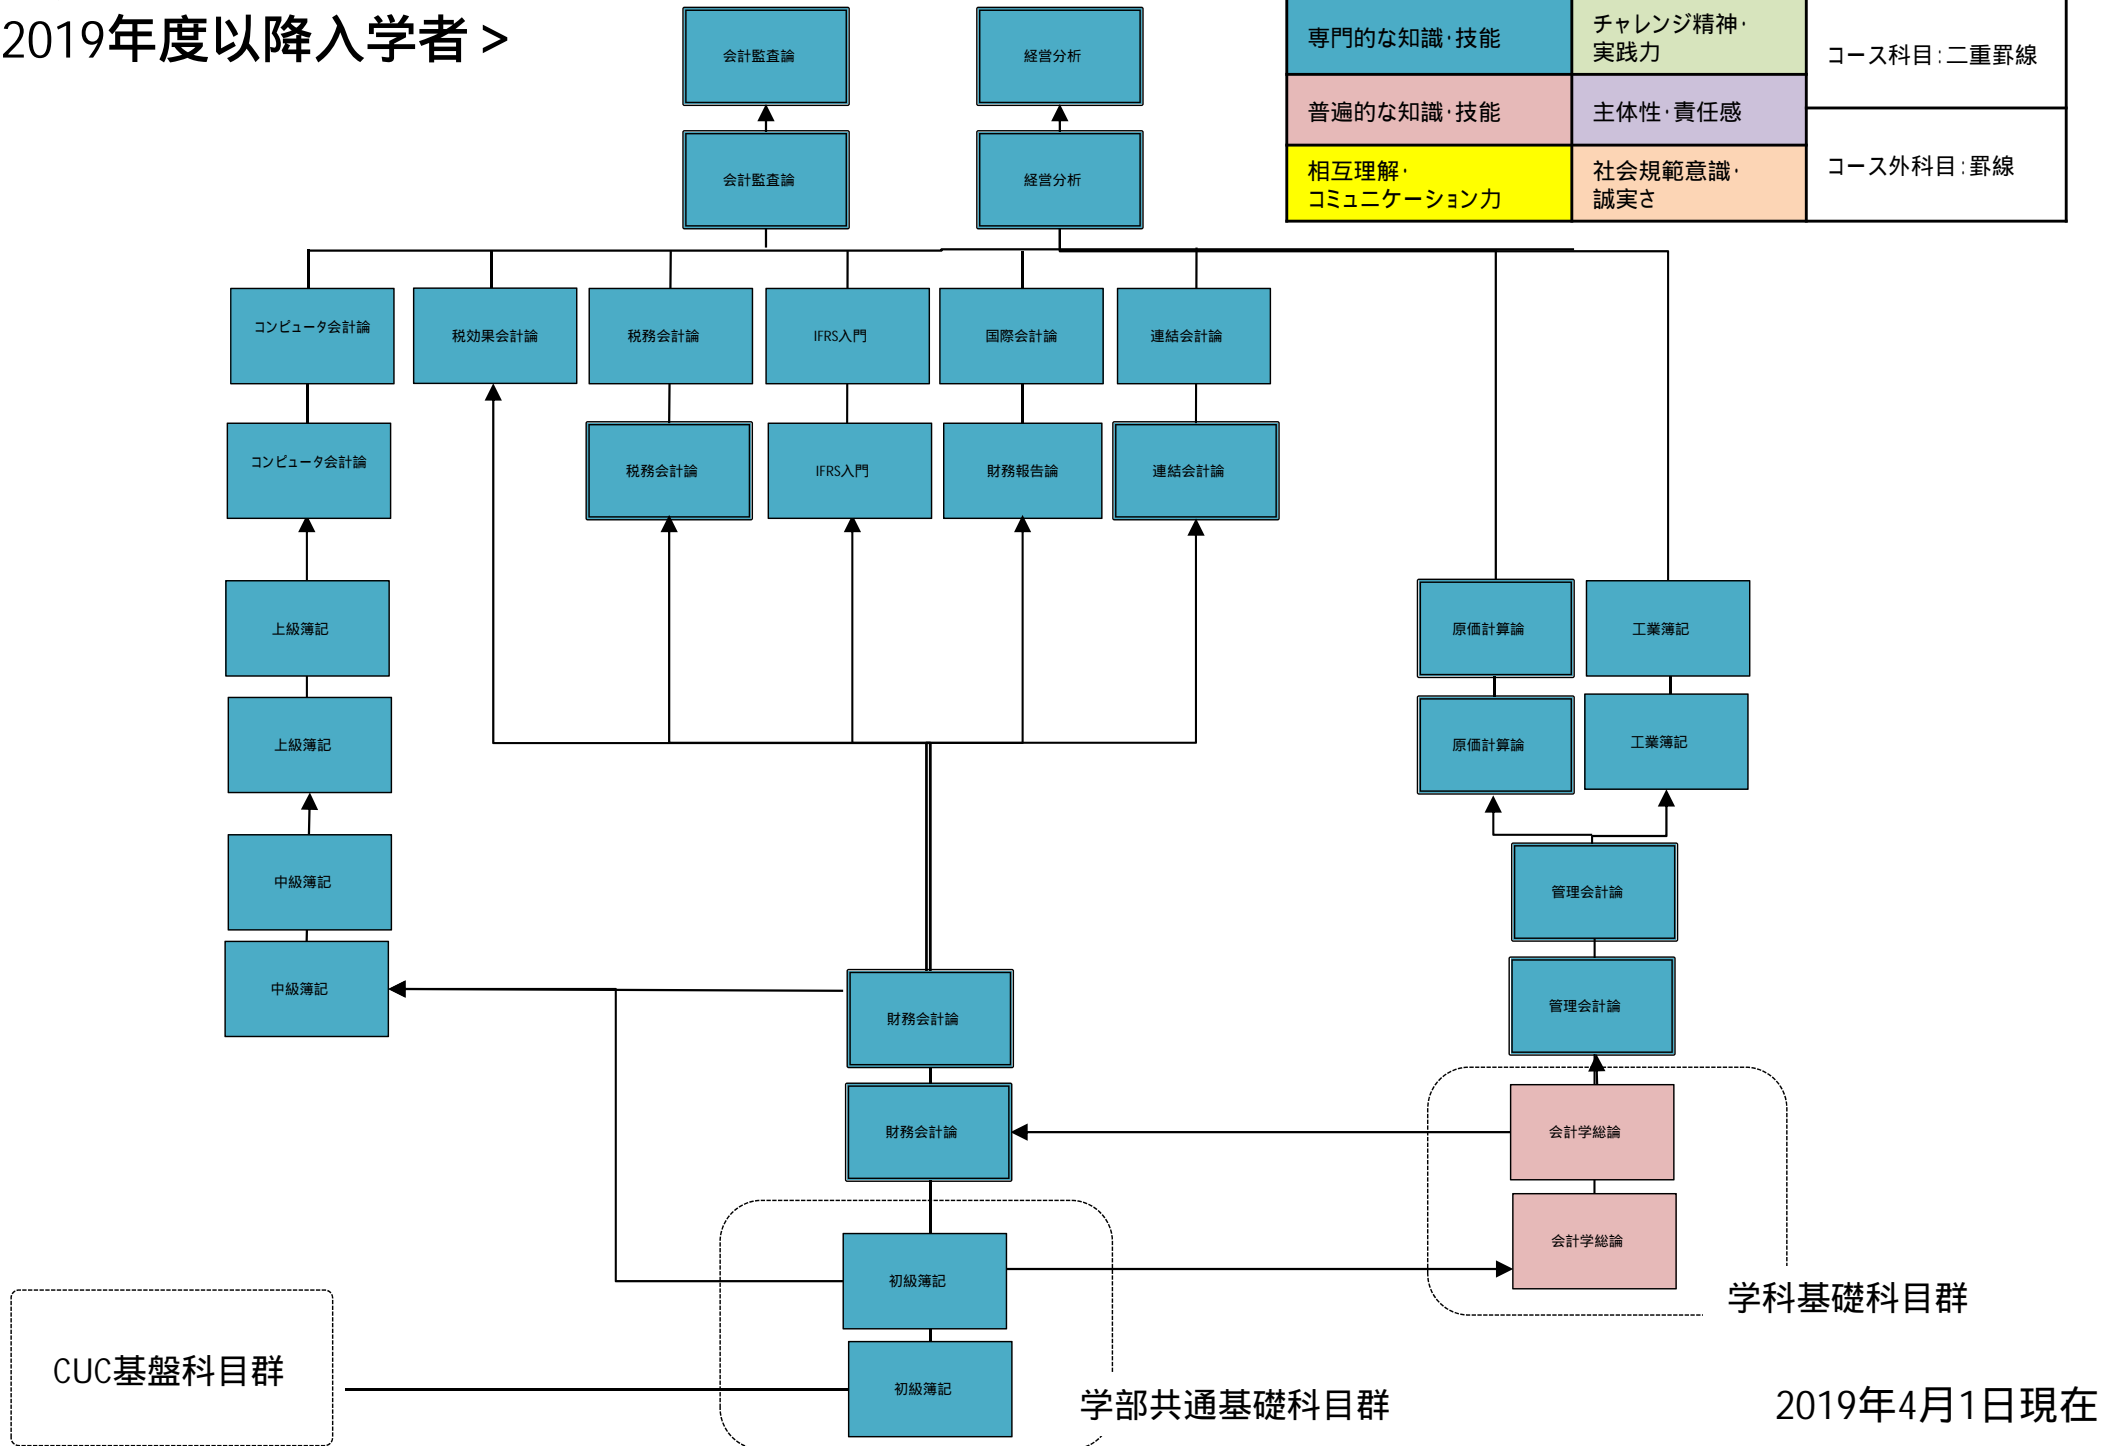 2019年度以降入学者＞
会計監査論
経営分析
専門的な知識・技能
チャレンジ精神・
実践力
コース科目：二重罫線
普遍的な知識・技能
主体性・責任感
会計監査論
経営分析
相互理解・
コミュニケーション力
社会規範意識・
誠実さ
コース外科目：罫線
コンピュータ会計論
税効果会計論
税務会計論
IFRS入門
国際会計論
連結会計論
コンピュータ会計論
税務会計論
IFRS入門
財務報告論
連結会計論
上級簿記
原価計算論
工業簿記
上級簿記
原価計算論
工業簿記
中級簿記
管理会計論
中級簿記
財務会計論
管理会計論
財務会計論
会計学総論
会計学総論
初級簿記
学科基礎科目群
CUC基盤科目群
初級簿記
学部共通基礎科目群
2019年4月1日現在